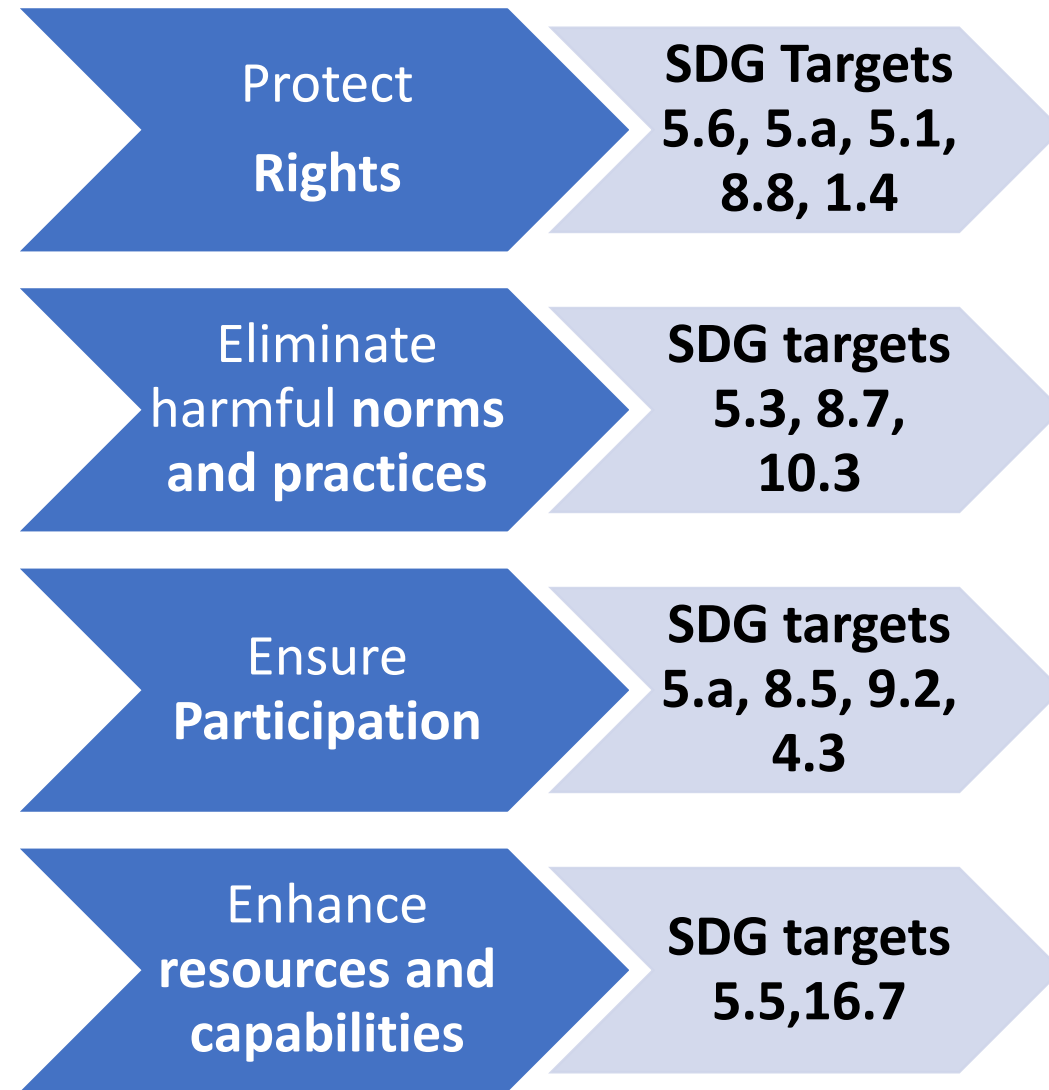 Protect
Rights
SDG Targets
5.6, 5.a, 5.1,
8.8, 1.4
Eliminate
harmful norms
and practices
SDG targets
5.3, 8.7,
10.3
Ensure
Participation
SDG targets
5.a, 8.5, 9.2,
4.3
Enhance
resources and
capabilities
SDG targets
5.5,16.7